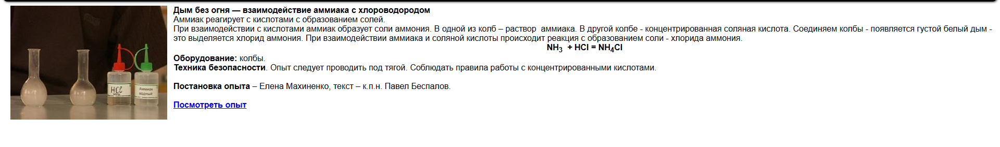 Дым без огня — взаимодействие аммиака с хлороводородом
Аммиак реагирует с кислотами с образованием солей.
При взаимодействии с кислотами аммиак образует соли аммония. В одной из колб – раствор  аммиака. В другой колбе - концентрированная соляная кислота. Соединяем колбы - появляется густой белый дым -
это выделяется хлорид аммония. При взаимодействии аммиака и соляной кислоты происходит реакция с образованием соли - хлорида аммония.
NH₃  + HCl = NH₄Cl
Оборудование: колбы.
Техника безопасности. Опыт следует проводить под тягой. Соблюдать правила работы с концентрированными кислотами.
Постановка опыта – Елена Махиненко, текст – к.п.н. Павел Беспалов.
Посмотреть опыт
HCl
Аммиак
водный